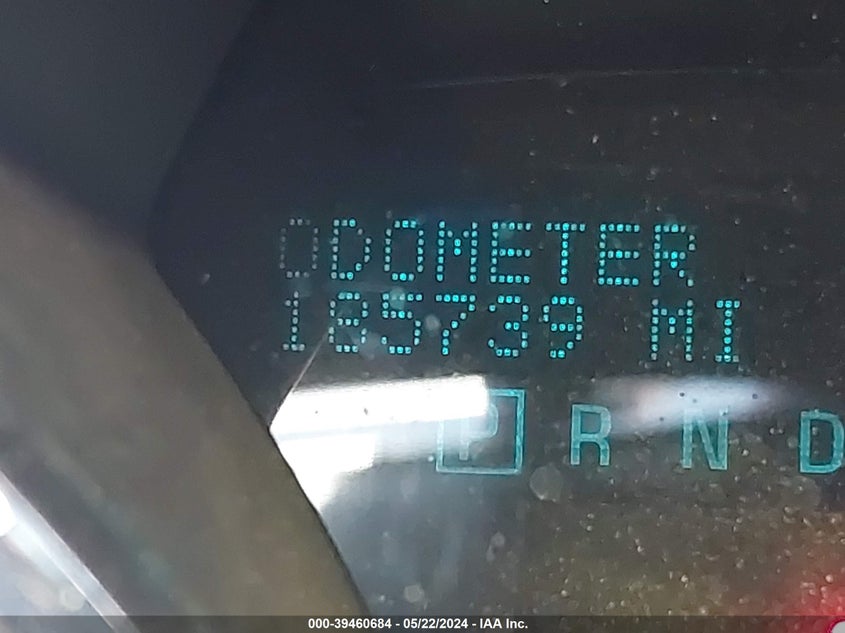 ODOMETER
185739 MI
P R N D
000-39460684 - 05/22/2024 - IAA Inc.